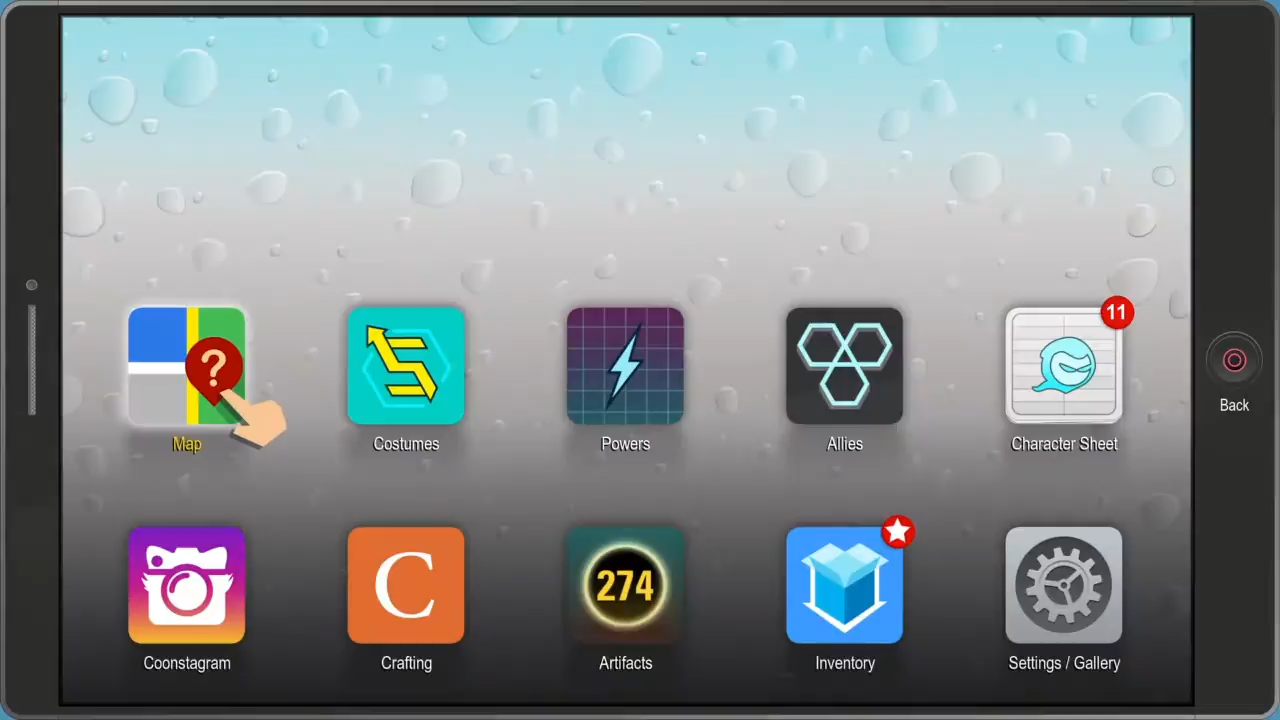 11
?
Map
Costumes
Powers
Allies
Character Sheet
Back
C
274
Coonstagram
Crafting
Artifacts
Inventory
Settings / Gallery